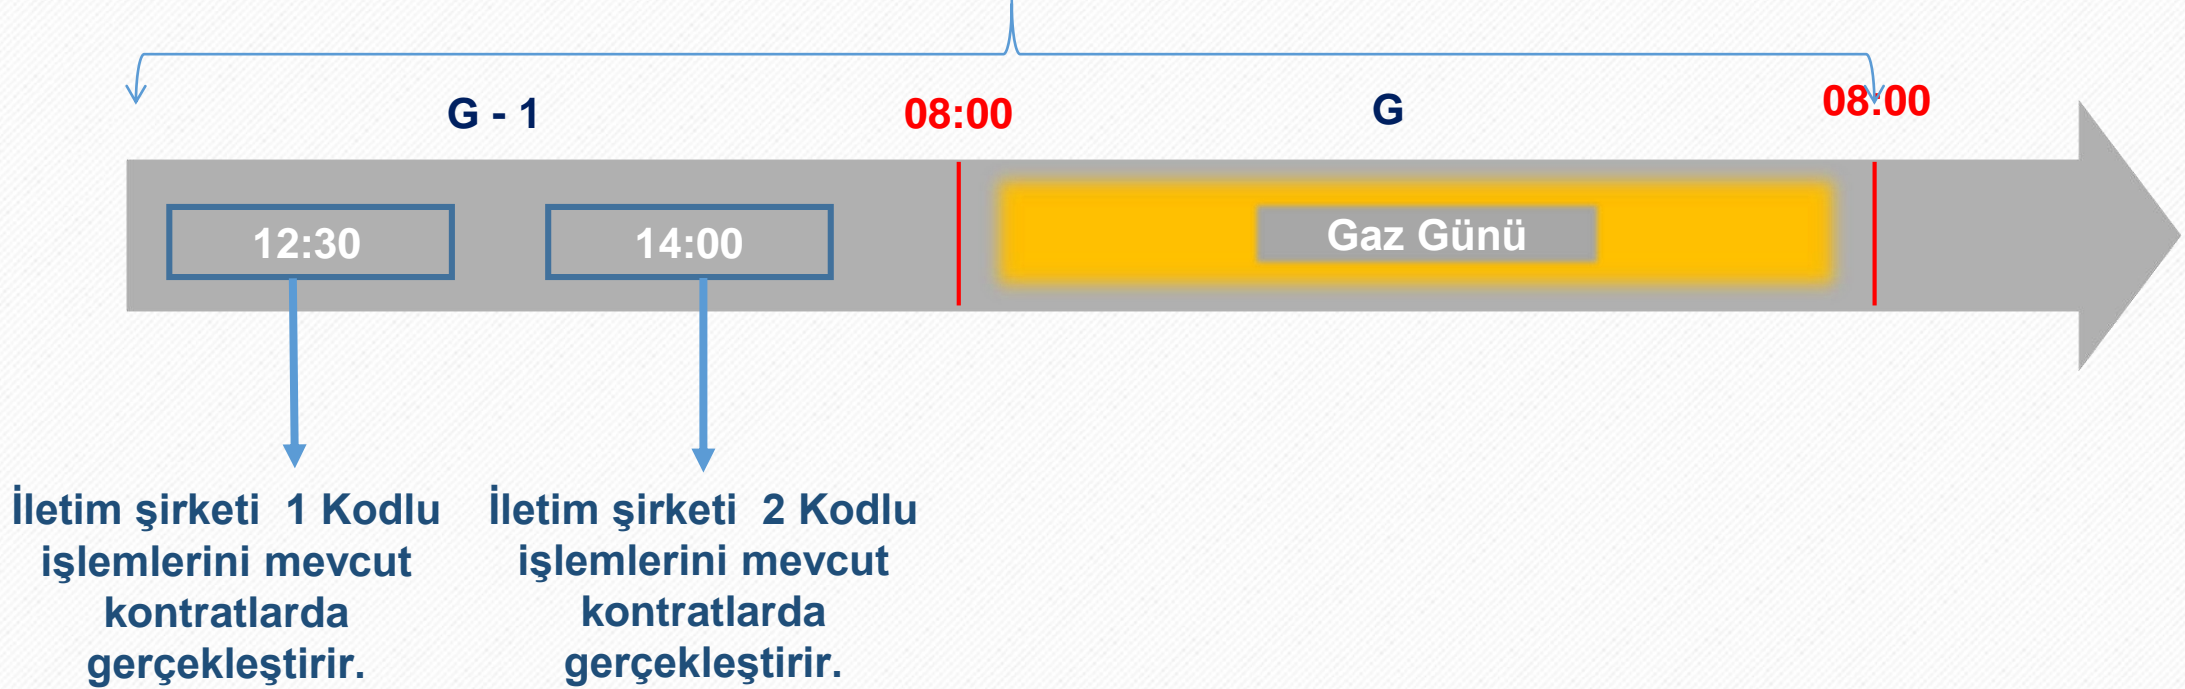 G - 1
08:00
G
08:00
12:30
14:00
Gaz Günü
İletim şirketi 1 Kodlu
işlemlerini mevcut
kontratlarda
gerçekleştirir.
İletim şirketi 2 Kodlu
işlemlerini mevcut
kontratlarda
gerçekleştirir.